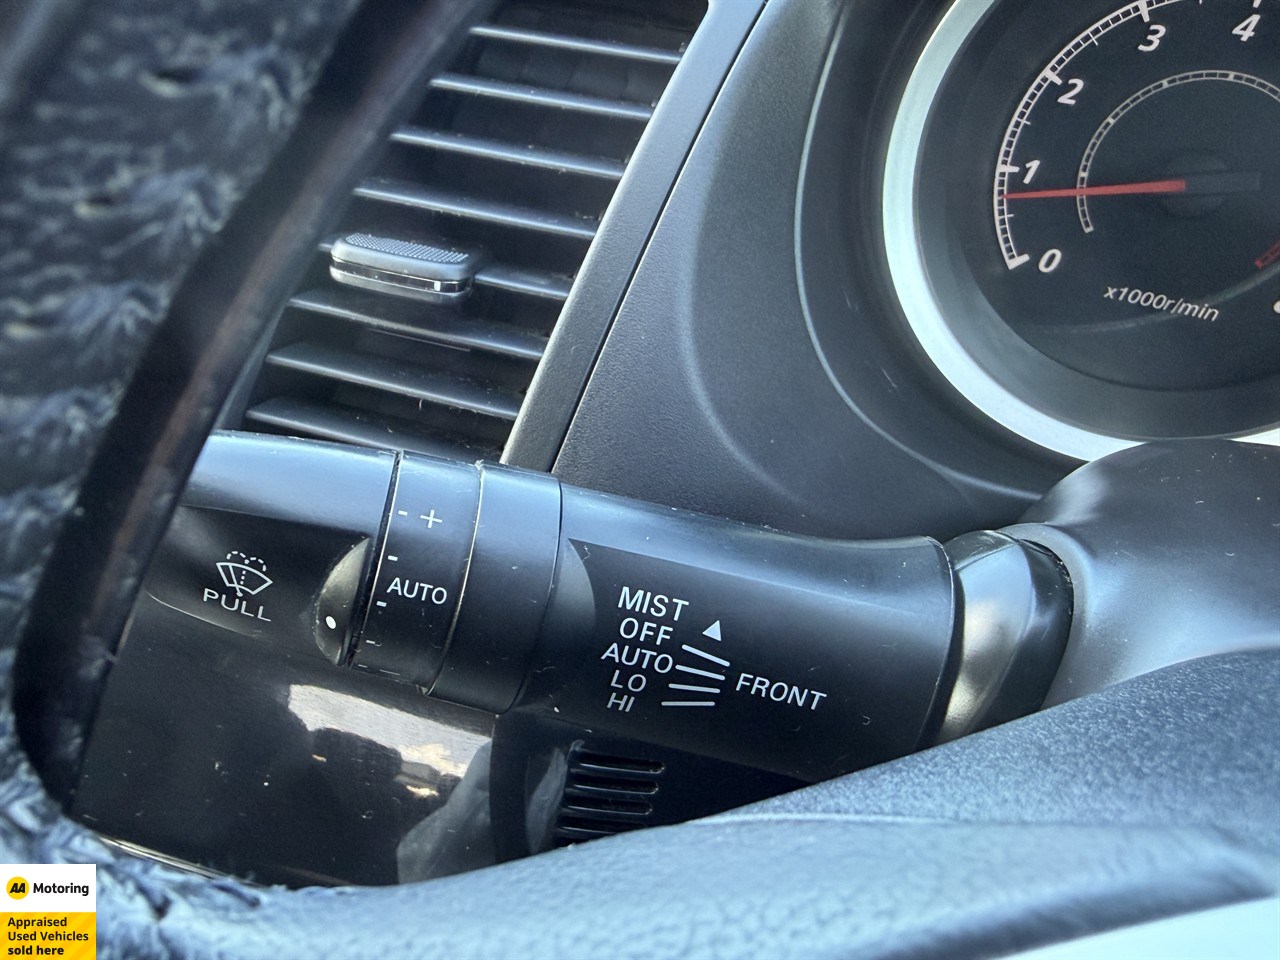 4
3
2
1
0
x1000r/min
- +
-
AUTO
-
-
-
PULL
MIST
OFF
AUTO
LO
HI
FRONT
AA Motoring
Appraised
Used Vehicles
sold here